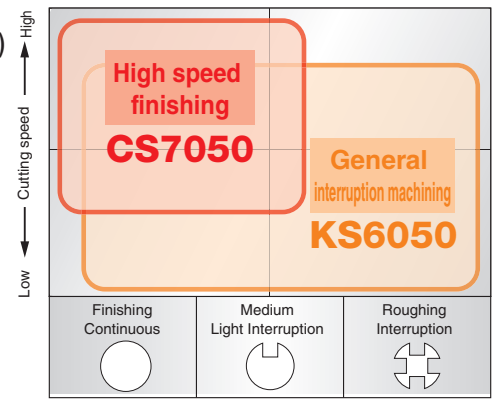 )
High
Cutting speed
Low
High speed
finishing
CS7050
General
interruption machining
KS6050
Finishing
Continuous
Medium
Light Interruption
Roughing
Interruption